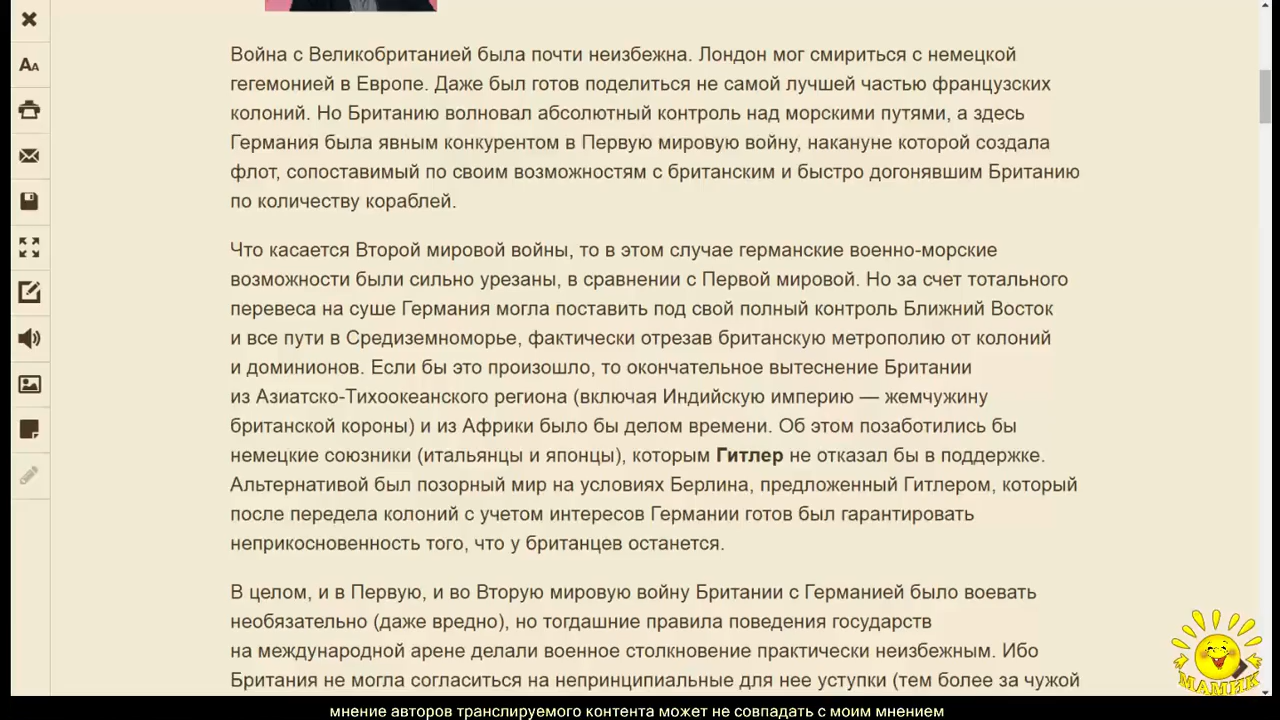 Война с Великобританией была почти неизбежна. Лондон мог смириться с немецкой
гегемонией в Европе. Даже был готов поделиться не самой лучшей частью французских
колоний. Но Британию волновал абсолютный контроль над морскими путями, а здесь
Германия была явным конкурентом в Первую мировую войну, накануне которой создала
флот, сопоставимый по своим возможностям с британским и быстро догонявшим Британию
по количеству кораблей.
Что касается Второй мировой войны, то в этом случае германские военно-морские
возможности были сильно урезаны, в сравнении с Первой мировой. Но за счет тотального
перевеса на суше Германия могла поставить под свой полный контроль Ближний Восток
и все пути в Средиземноморье, фактически отрезав британскую метрополию от колоний
и доминионов. Если бы это произошло, то окончательное вытеснение Британии
из Азиатско-Тихоокеанского региона (включая Индийскую империю — жемчужину
британской короны) и из Африки было бы делом времени. Об этом позаботились бы
немецкие союзники (итальянцы и японцы), которым Гитлер не отказал бы в поддержке.
Альтернативой был позорный мир на условиях Берлина, предложенный Гитлером, который
после передела колоний с учетом интересов Германии готов был гарантировать
неприкосновенность того, что у британцев останется.
В целом, и в Первую, и во Вторую мировую войну Британии с Германией было воевать
необязательно (даже вредно), но тогдашние правила поведения государств
на международной арене делали военное столкновение практически неизбежным. Ибо
Британия не могла согласиться на непринципиальные для нее уступки (тем более за чужой
МАМИК
мнение авторов транслируемого контента может не совпадать с моим мнением